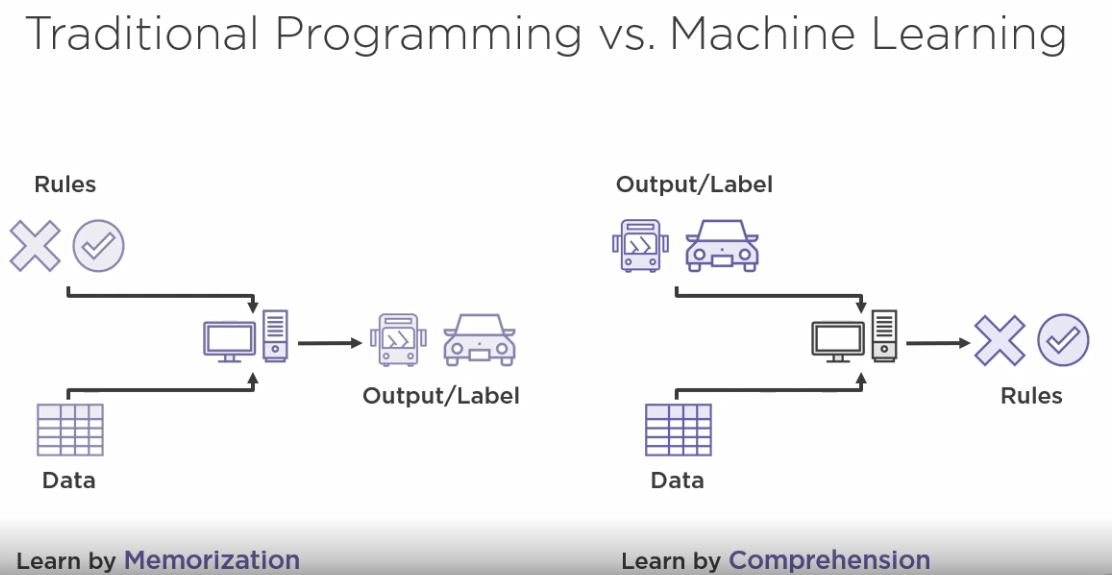 Traditional Programming vs. Machine Learning
Rules
Output/Label
Data
Learn by Memorization
Output/Label
Rules
Data
Learn by Comprehension